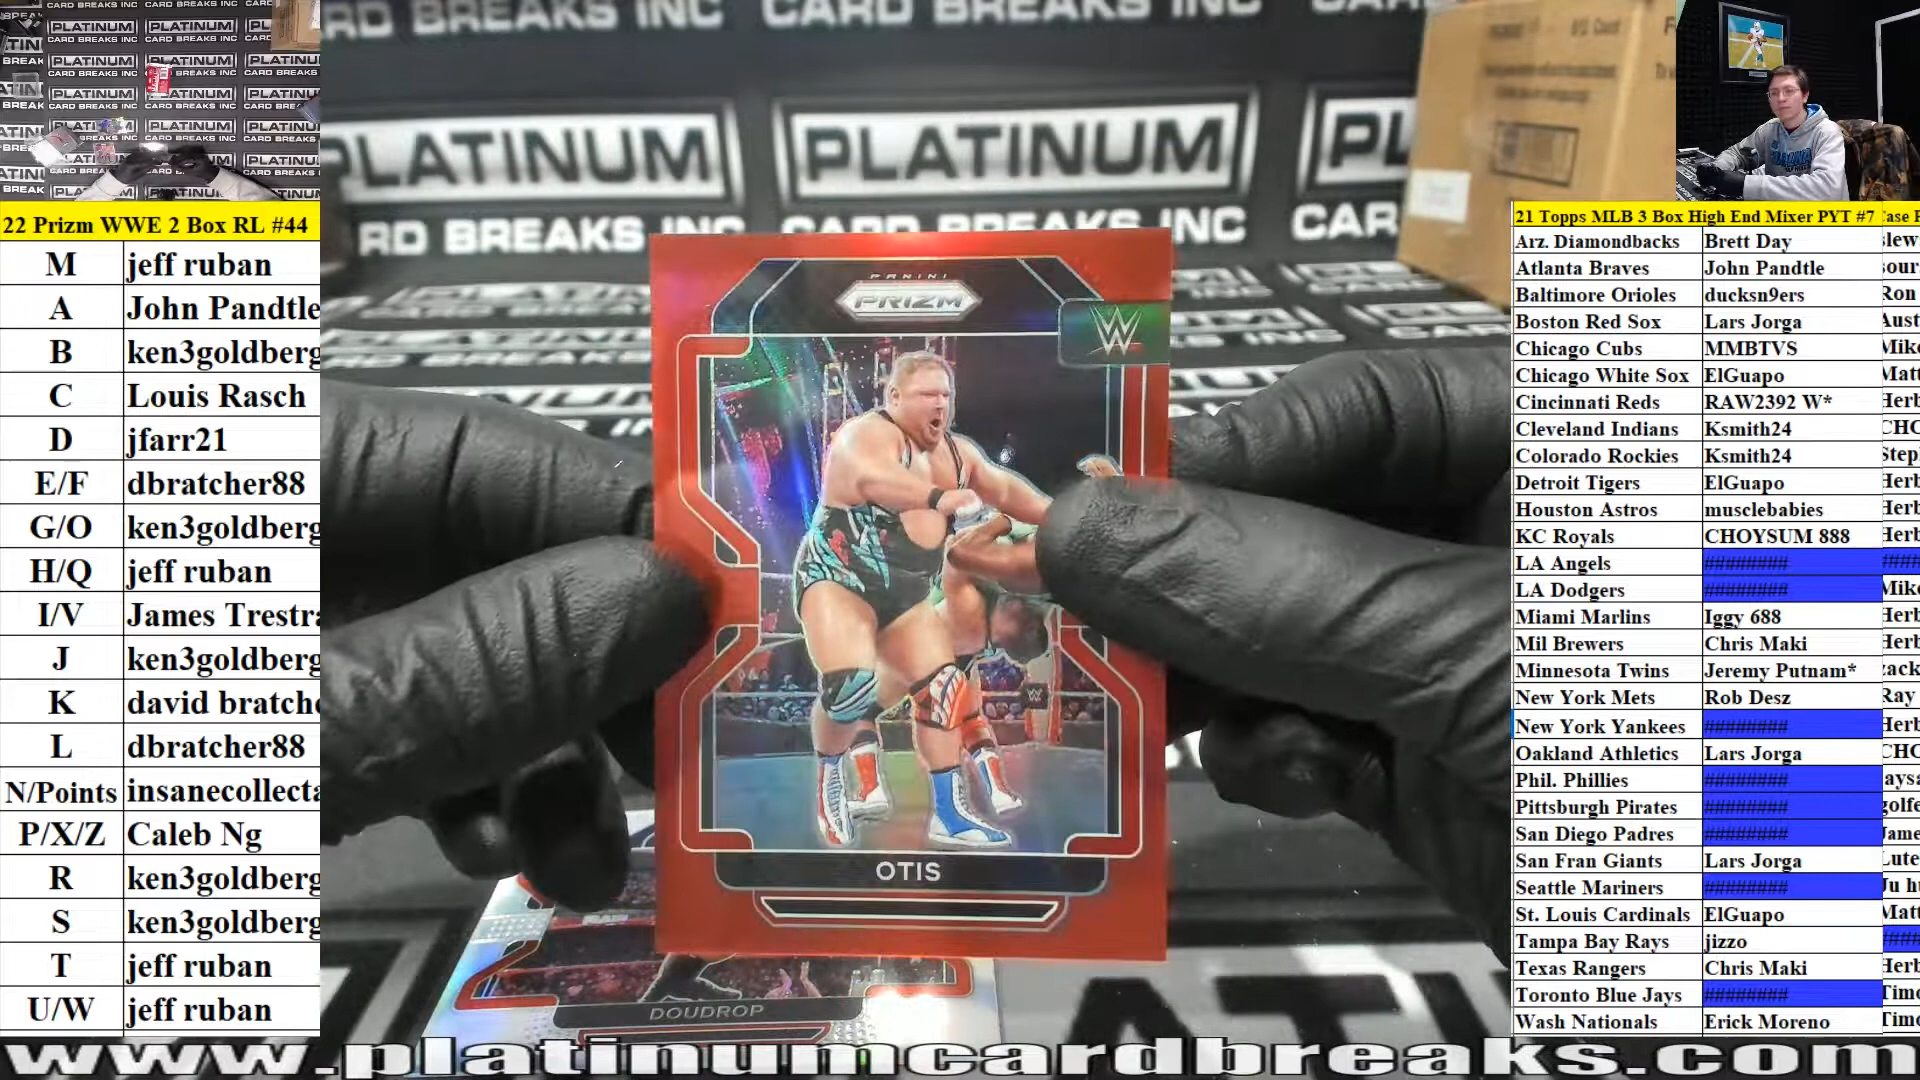 22 Prizm WWE 2 Box RL #44
M jeff ruban
A John Pandtle
B ken3goldberg
C Louis Rasch
D jfarr21
E/F dbratcher88
G/O ken3goldberg
H/Q jeff ruban
I/V James Trestra
J ken3goldberg
K david bratche
L dbratcher88
N/Points insanecollecta
P/X/Z Caleb Ng
R ken3goldberg
S ken3goldberg
T jeff ruban
U/W jeff ruban
CARD BREAKS INC
PLATINUM PLATINUM
CARD BREAKS INC
PANINI
PRIZM
W
OTIS
DOUDROP
21 Topps MLB 3 Box High End Mixer PYT #7
Arz. Diamondbacks Brett Day
Atlanta Braves John Pandtle
Baltimore Orioles ducksn9ers
Boston Red Sox Lars Jorga
Chicago Cubs MMBTVS
Chicago White Sox ElGuapo
Cincinnati Reds RAW2392 W*
Cleveland Indians Ksmith24
Colorado Rockies Ksmith24
Detroit Tigers ElGuapo
Houston Astros musclebabies
KC Royals CHOYSUM 888
LA Angels ########
LA Dodgers ########
Miami Marlins Iggy 688
Mil Brewers Chris Maki
Minnesota Twins Jeremy Putnam*
New York Mets Rob Desz
New York Yankees ########
Oakland Athletics Lars Jorga
Phil. Phillies ########
Pittsburgh Pirates ########
San Diego Padres ########
San Fran Giants Lars Jorga
Seattle Mariners ########
St. Louis Cardinals ElGuapo
Tampa Bay Rays jizzo
Texas Rangers Chris Maki
Toronto Blue Jays ########
Wash Nationals Erick Moreno
www.platinumcardbreaks.com